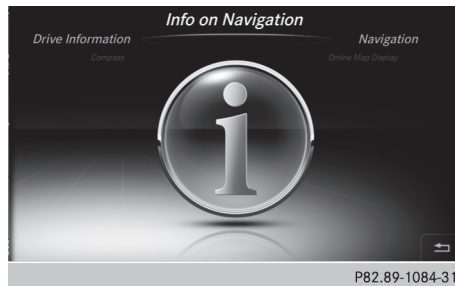 Info on Navigation
Drive Information
Navigation
Compass
Online Map Display
P82.89-1084-31